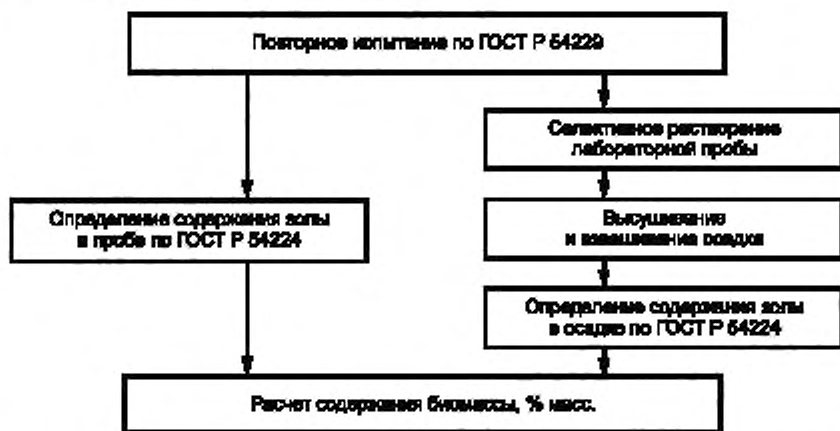 Повторное испытание по ГОСТ Р 54229
Селективное растворение
лабораторной пробы
Определение содержания золы
в пробе по ГОСТ Р 54224
Высушивание
и взвешивание осадка
Определение содержания золы
в осадке по ГОСТ Р 54224
Расчет содержания биомассы, % масс.